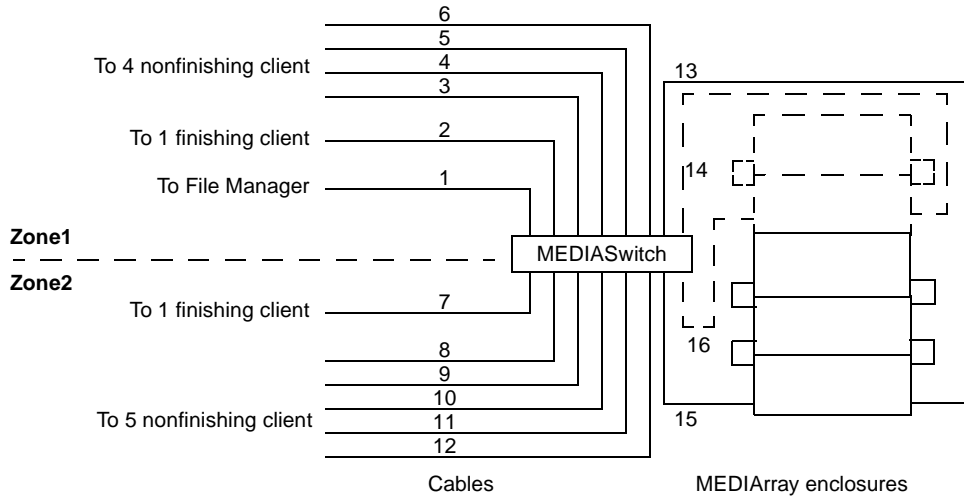 6
5
To 4 nonfinishing client
4
3
13
To 1 finishing client
2
14
To File Manager
1
Zone1
MEDIASwitch
Zone2
To 1 finishing client
7
8
16
9
10
To 5 nonfinishing client
11
15
12
Cables
MEDIArray enclosures